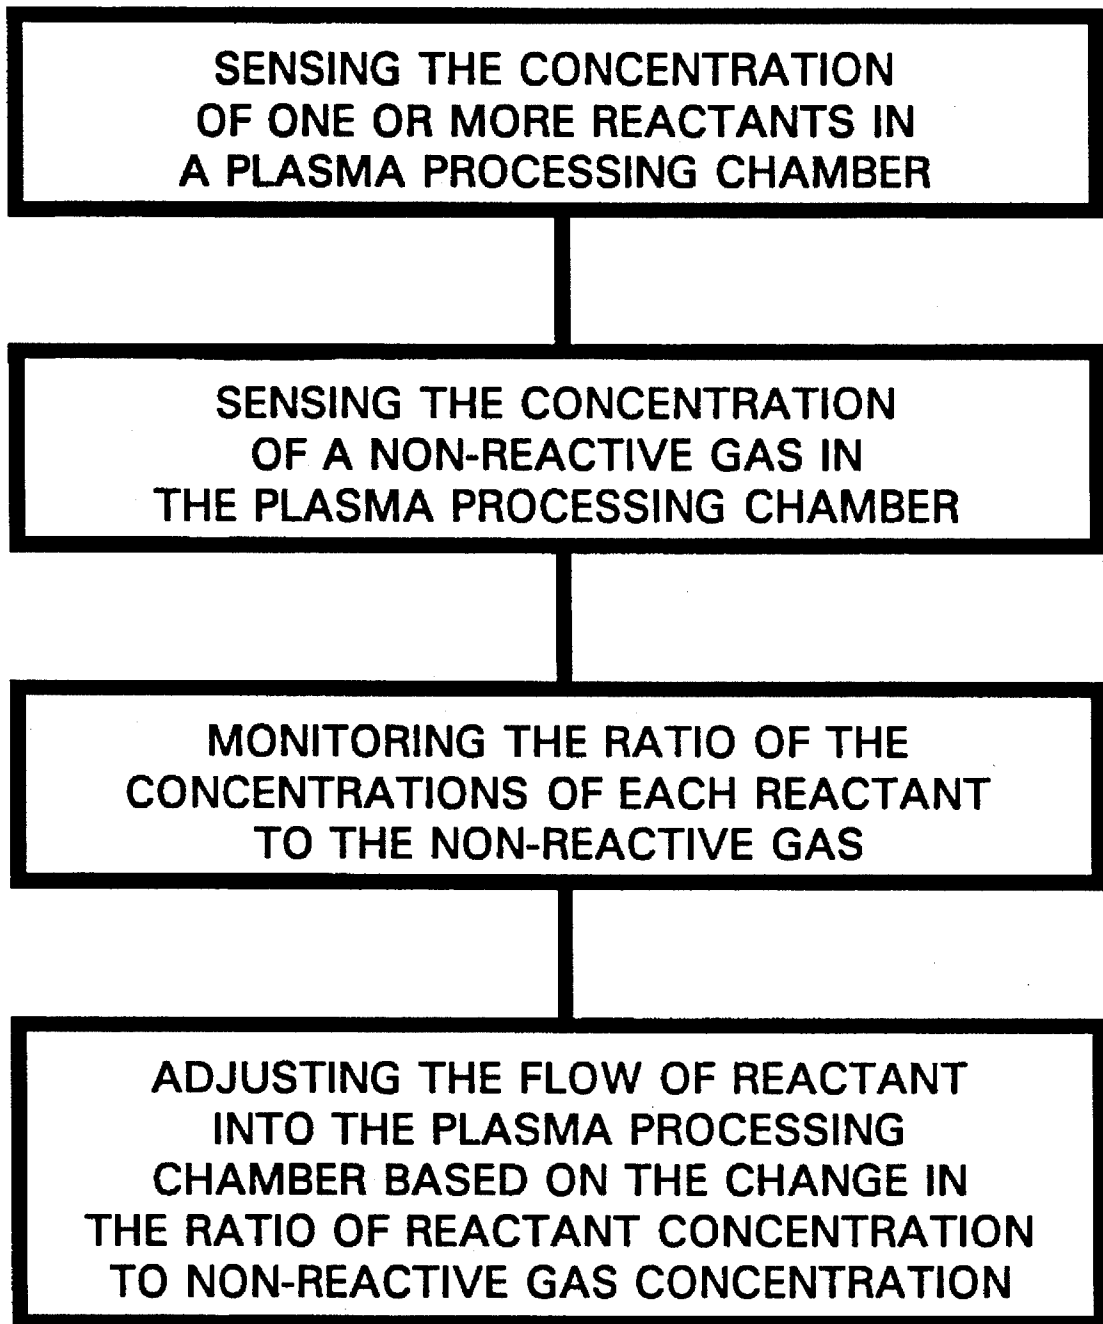 SENSING THE CONCENTRATION
OF ONE OR MORE REACTANTS IN
A PLASMA PROCESSING CHAMBER
SENSING THE CONCENTRATION
OF A NON-REACTIVE GAS IN
THE PLASMA PROCESSING CHAMBER
MONITORING THE RATIO OF THE
CONCENTRATIONS OF EACH REACTANT
TO THE NON-REACTIVE GAS
ADJUSTING THE FLOW OF REACTANT
INTO THE PLASMA PROCESSING
CHAMBER BASED ON THE CHANGE IN
THE RATIO OF REACTANT CONCENTRATION
TO NON-REACTIVE GAS CONCENTRATION